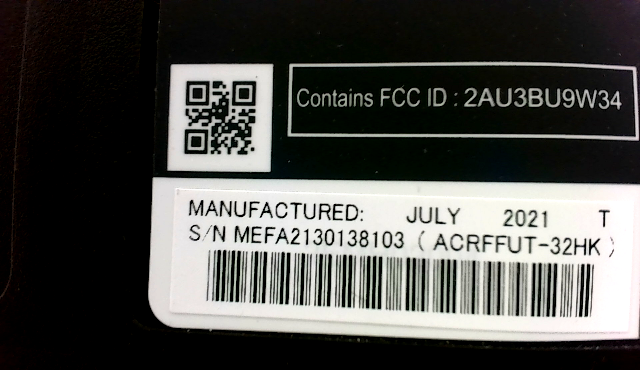 Contains FCC ID : 2AU3BU9W34
MANUFACTURED: JULY 2021 T
S/N MEFA2130138103 ( ACRFFUT-32HK )